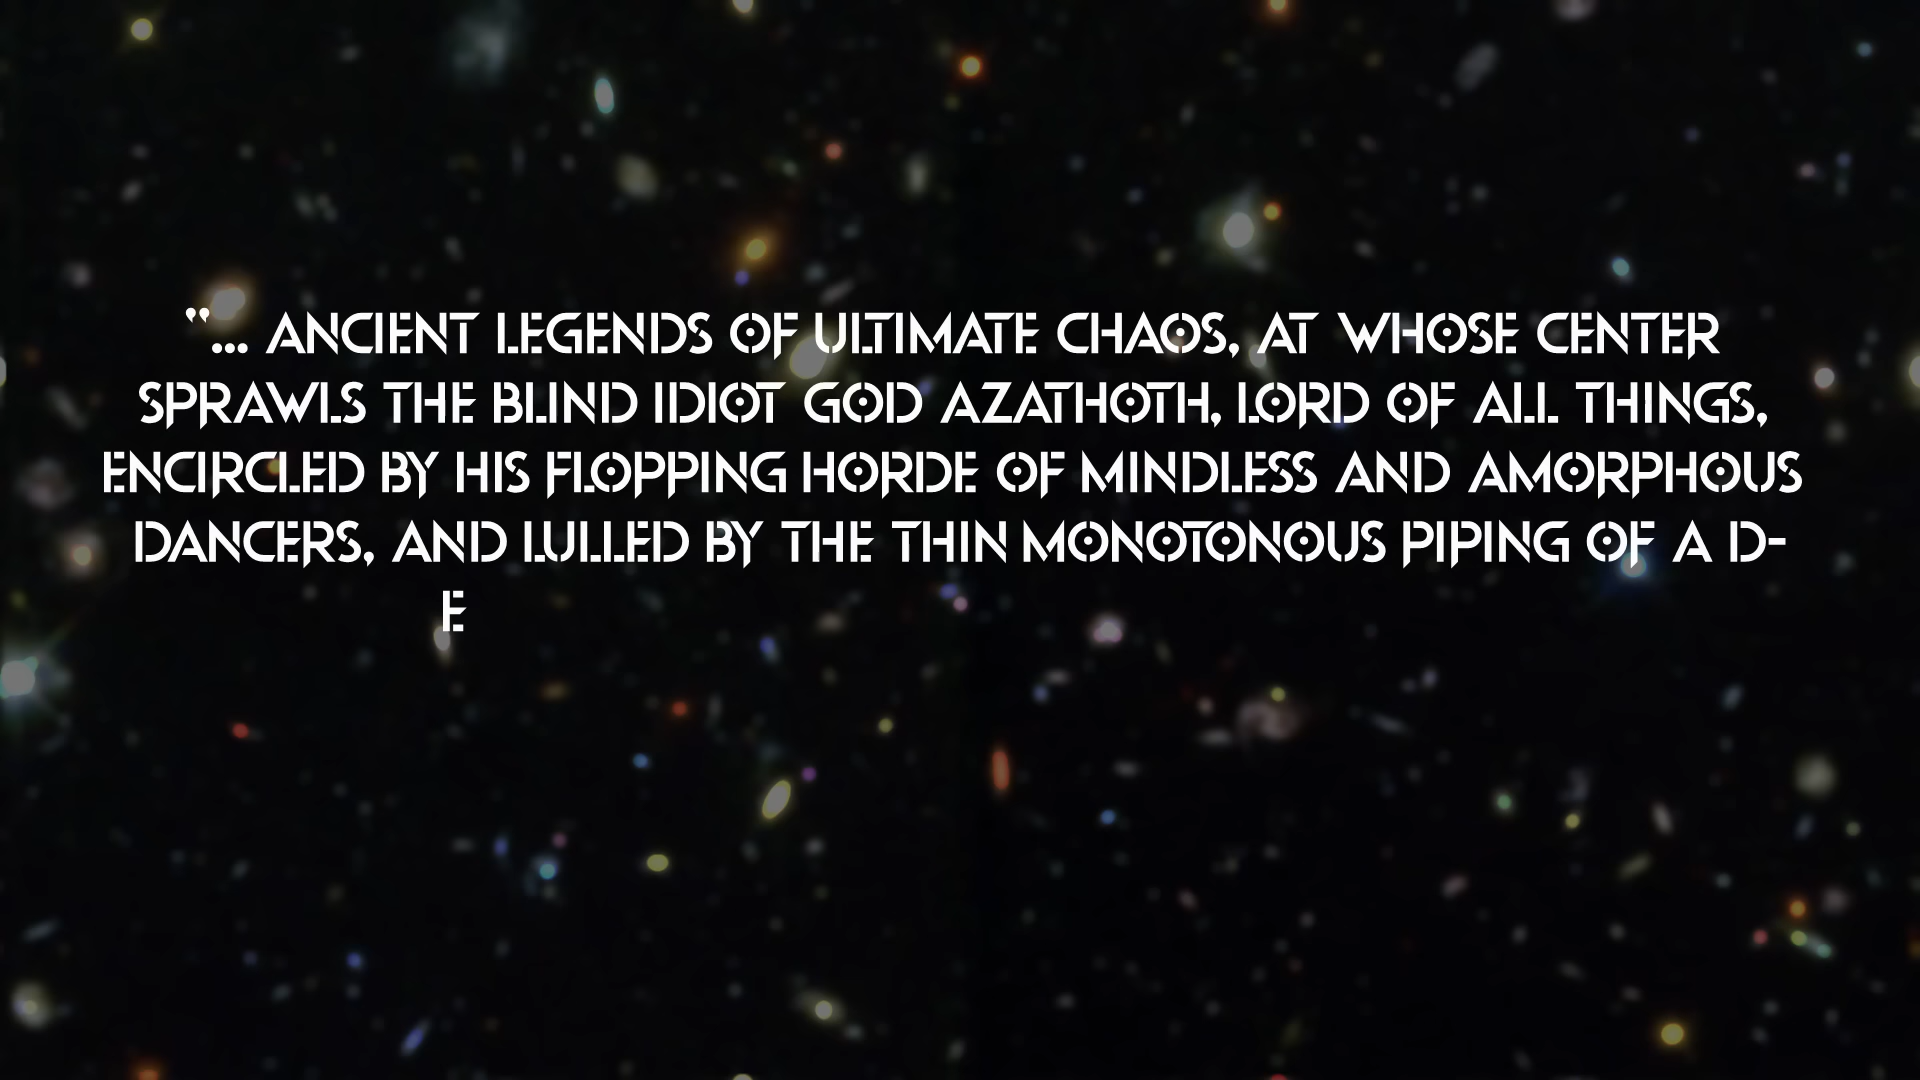 "... ANCIENT LEGENDS OF ULTIMATE CHAOS, AT WHOSE CENTER
SPRAWLS THE BLIND IDIOT GOD AZATHOTH, LORD OF ALL THINGS,
ENCIRCLED BY HIS FLOPPING HORDE OF MINDLESS AND AMORPHOUS
DANCERS, AND LULLED BY THE THIN MONOTONOUS PIPING OF A D-
E